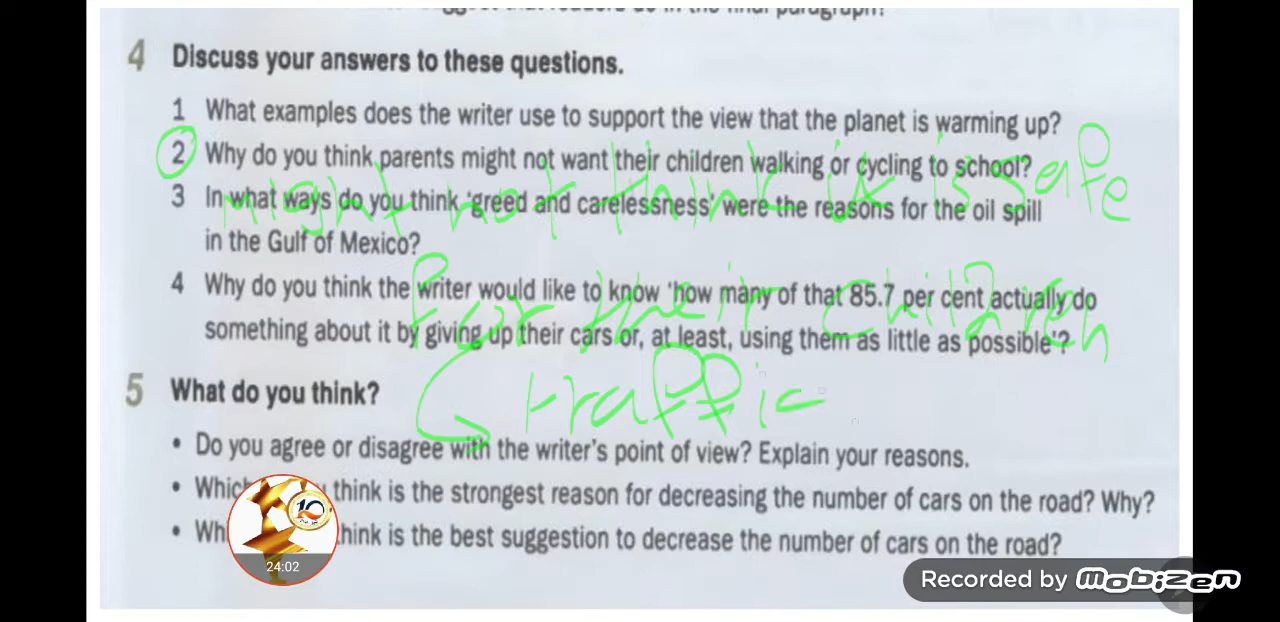 4 Discuss your answers to these questions.
1 What examples does the writer use to support the view that the planet is warming up?
2 Why do you think parents might not want their children walking or cycling to school?
might not think it is safe
3 In what ways do you think 'greed and carelessness' were the reasons for the oil spill
in the Gulf of Mexico?
for their children
4 Why do you think the writer would like to know 'how many of that 85.7 per cent actually do
something about it by giving up their cars or, at least, using them as little as possible'?
traffic
5 What do you think?
• Do you agree or disagree with the writer's point of view? Explain your reasons.
• Which think is the strongest reason for decreasing the number of cars on the road? Why?
• think is the best suggestion to decrease the number of cars on the road?
10
24:02
Recorded by Mobizen